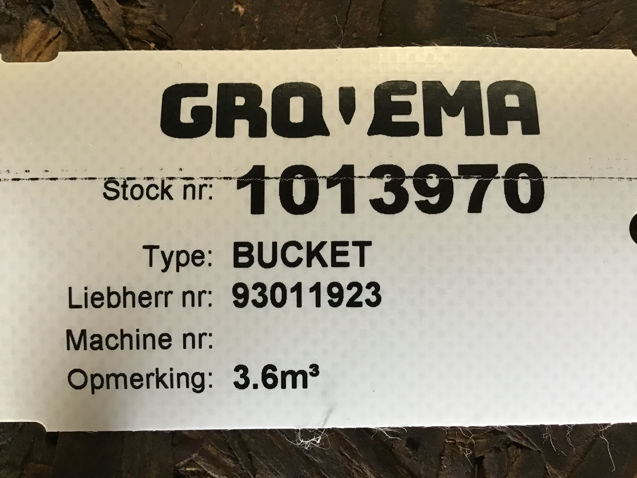 GROVEMA
Stock nr: 1013970
Type: BUCKET
Liebherr nr: 93011923
Machine nr:
Opmerking: 3.6m³